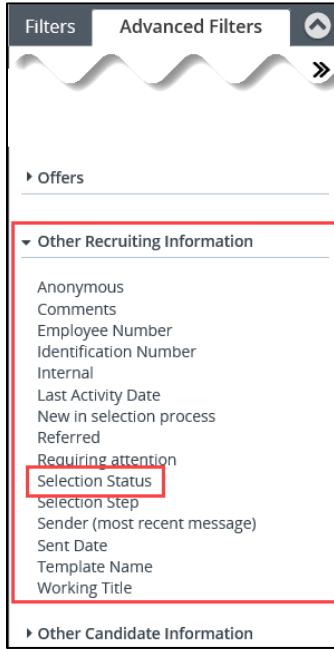 Filters Advanced Filters
Offers
Other Recruiting Information
Anonymous
Comments
Employee Number
Identification Number
Internal
Last Activity Date
New in selection process
Referred
Requiring attention
Selection Status
Selection Step
Sender (most recent message)
Sent Date
Template Name
Working Title
Other Candidate Information